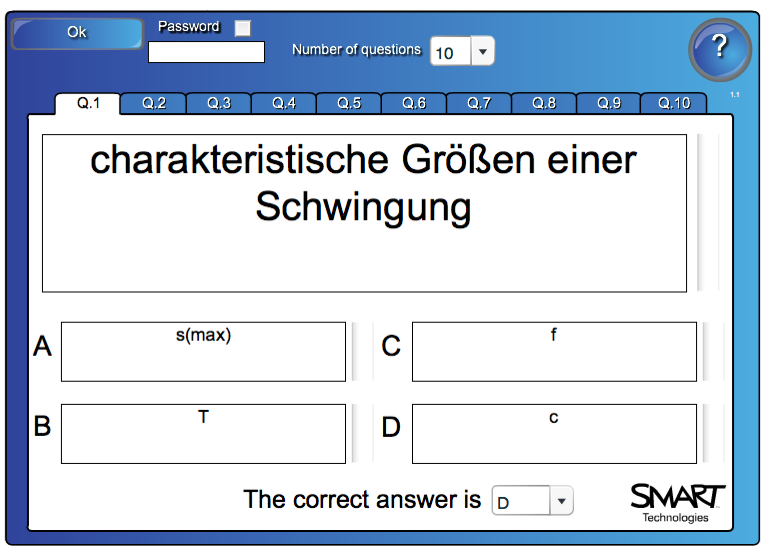 Ok
Password
Number of questions 10
?
1.1
Q.1 Q.2 Q.3 Q.4 Q.5 Q.6 Q.7 Q.8 Q.9 Q.10
charakteristische Größen einer
Schwingung
A s(max)
C f
B T
D c
The correct answer is D
SMART
Technologies